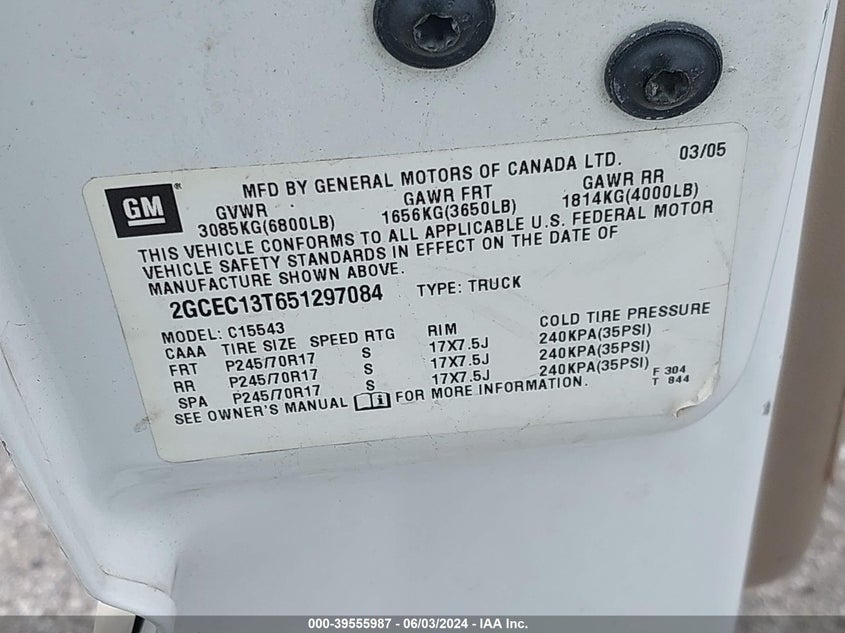 GM ®
MFD BY GENERAL MOTORS OF CANADA LTD. 03/05
GVWR GAWR FRT GAWR RR
3085KG(6800LB) 1656KG(3650LB) 1814KG(4000LB)
THIS VEHICLE CONFORMS TO ALL APPLICABLE U.S. FEDERAL MOTOR
VEHICLE SAFETY STANDARDS IN EFFECT ON THE DATE OF
MANUFACTURE SHOWN ABOVE.
2GCEC13T651297084 TYPE: TRUCK
MODEL: C15543
CAAA TIRE SIZE SPEED RTG RIM COLD TIRE PRESSURE
FRT P245/70R17 S 17X7.5J 240KPA(35PSI)
RR P245/70R17 S 17X7.5J 240KPA(35PSI)
SPA P245/70R17 S 17X7.5J 240KPA(35PSI)
SEE OWNER'S MANUAL FOR MORE INFORMATION.
F 304
T 844
000-39555987 - 06/03/2024 - IAA Inc.